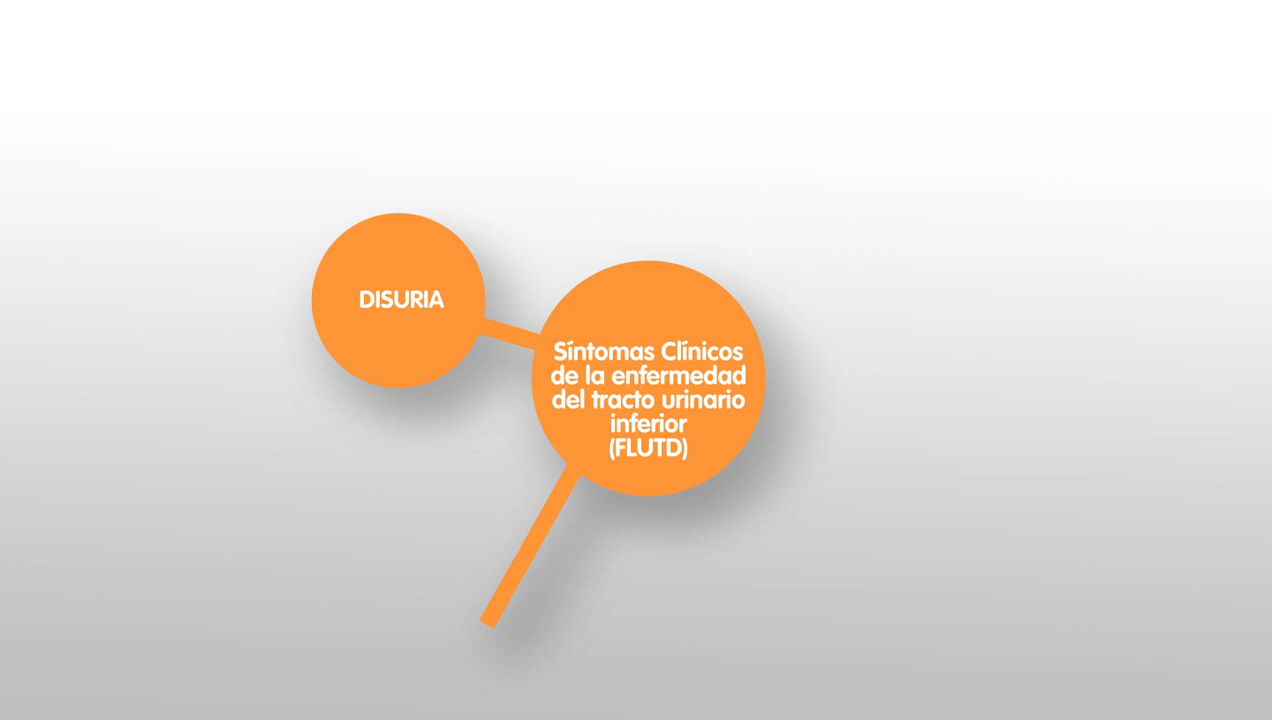 DISURIA
Síntomas Clínicos
de la enfermedad
del tracto urinario
inferior
(FLUTD)